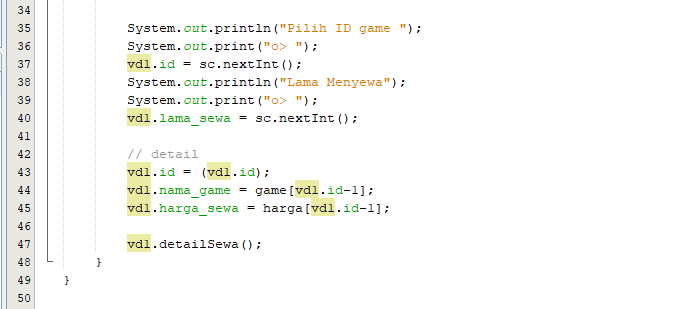 34
35 System.out.println("Pilih ID game ");
36 System.out.print("o> ");
37 vdl.id = sc.nextInt();
38 System.out.println("Lama Menyewa");
39 System.out.print("o> ");
40 vdl.lama_sewa = sc.nextInt();
41
42 // detail
43 vdl.id = (vdl.id);
44 vdl.nama_game = game[vdl.id-1];
45 vdl.harga_sewa = harga[vdl.id-1];
46
47 vdl.detailSewa();
48 }
49 }
50